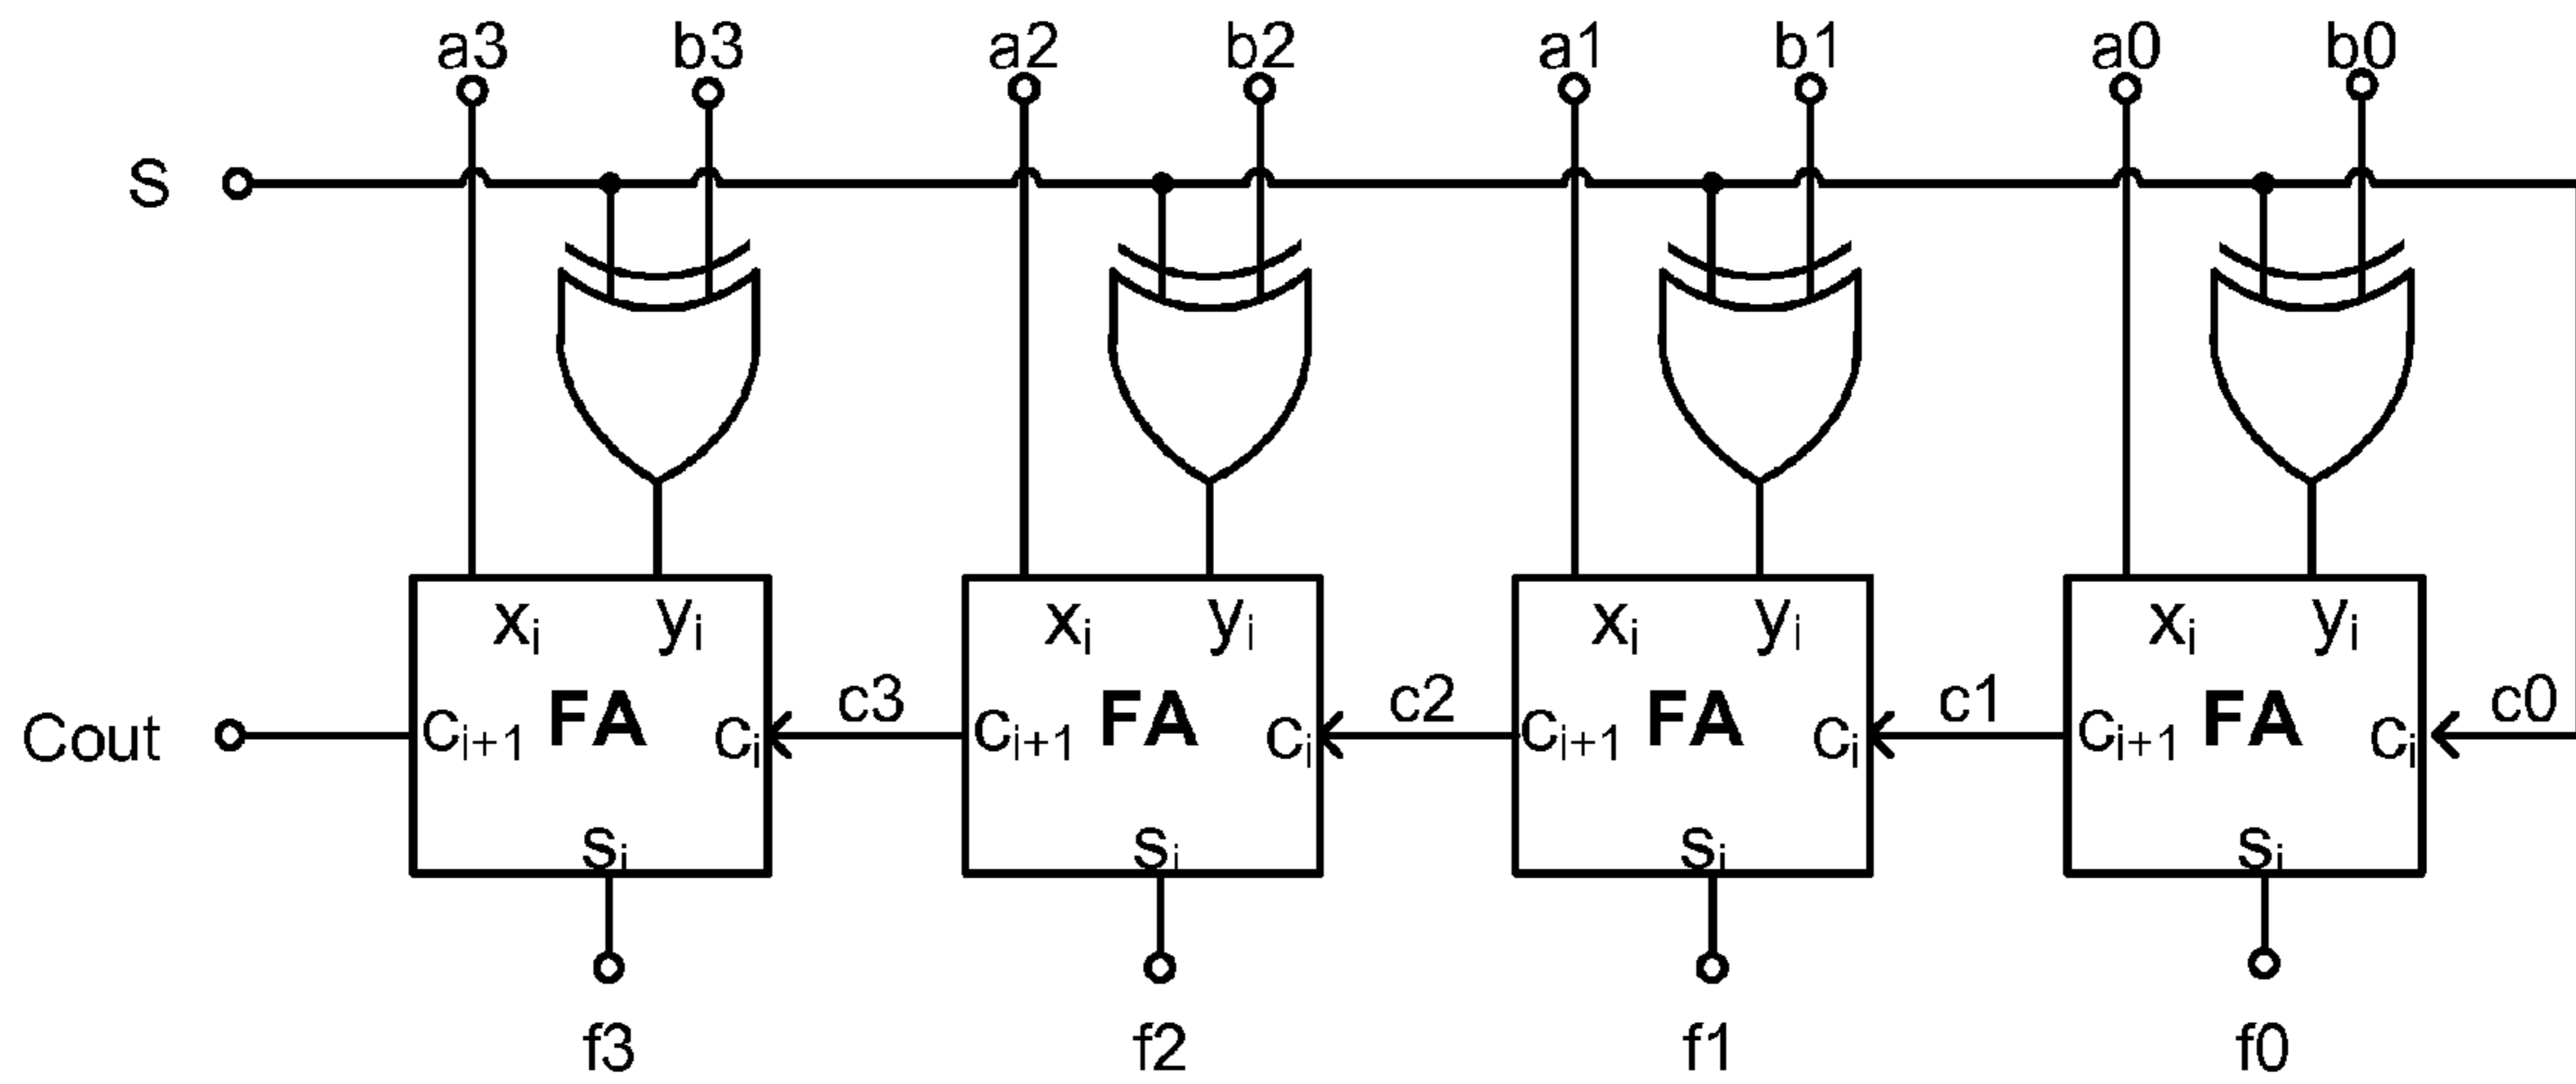 a3 b3 a2 b2 a1 b1 a0 b0
S
xi yi xi yi xi yi xi yi
c3 c2 c1 c0
Cout Ci+1 FA Ci Ci+1 FA Ci Ci+1 FA Ci Ci+1 FA Ci
si si si si
f3 f2 f1 f0